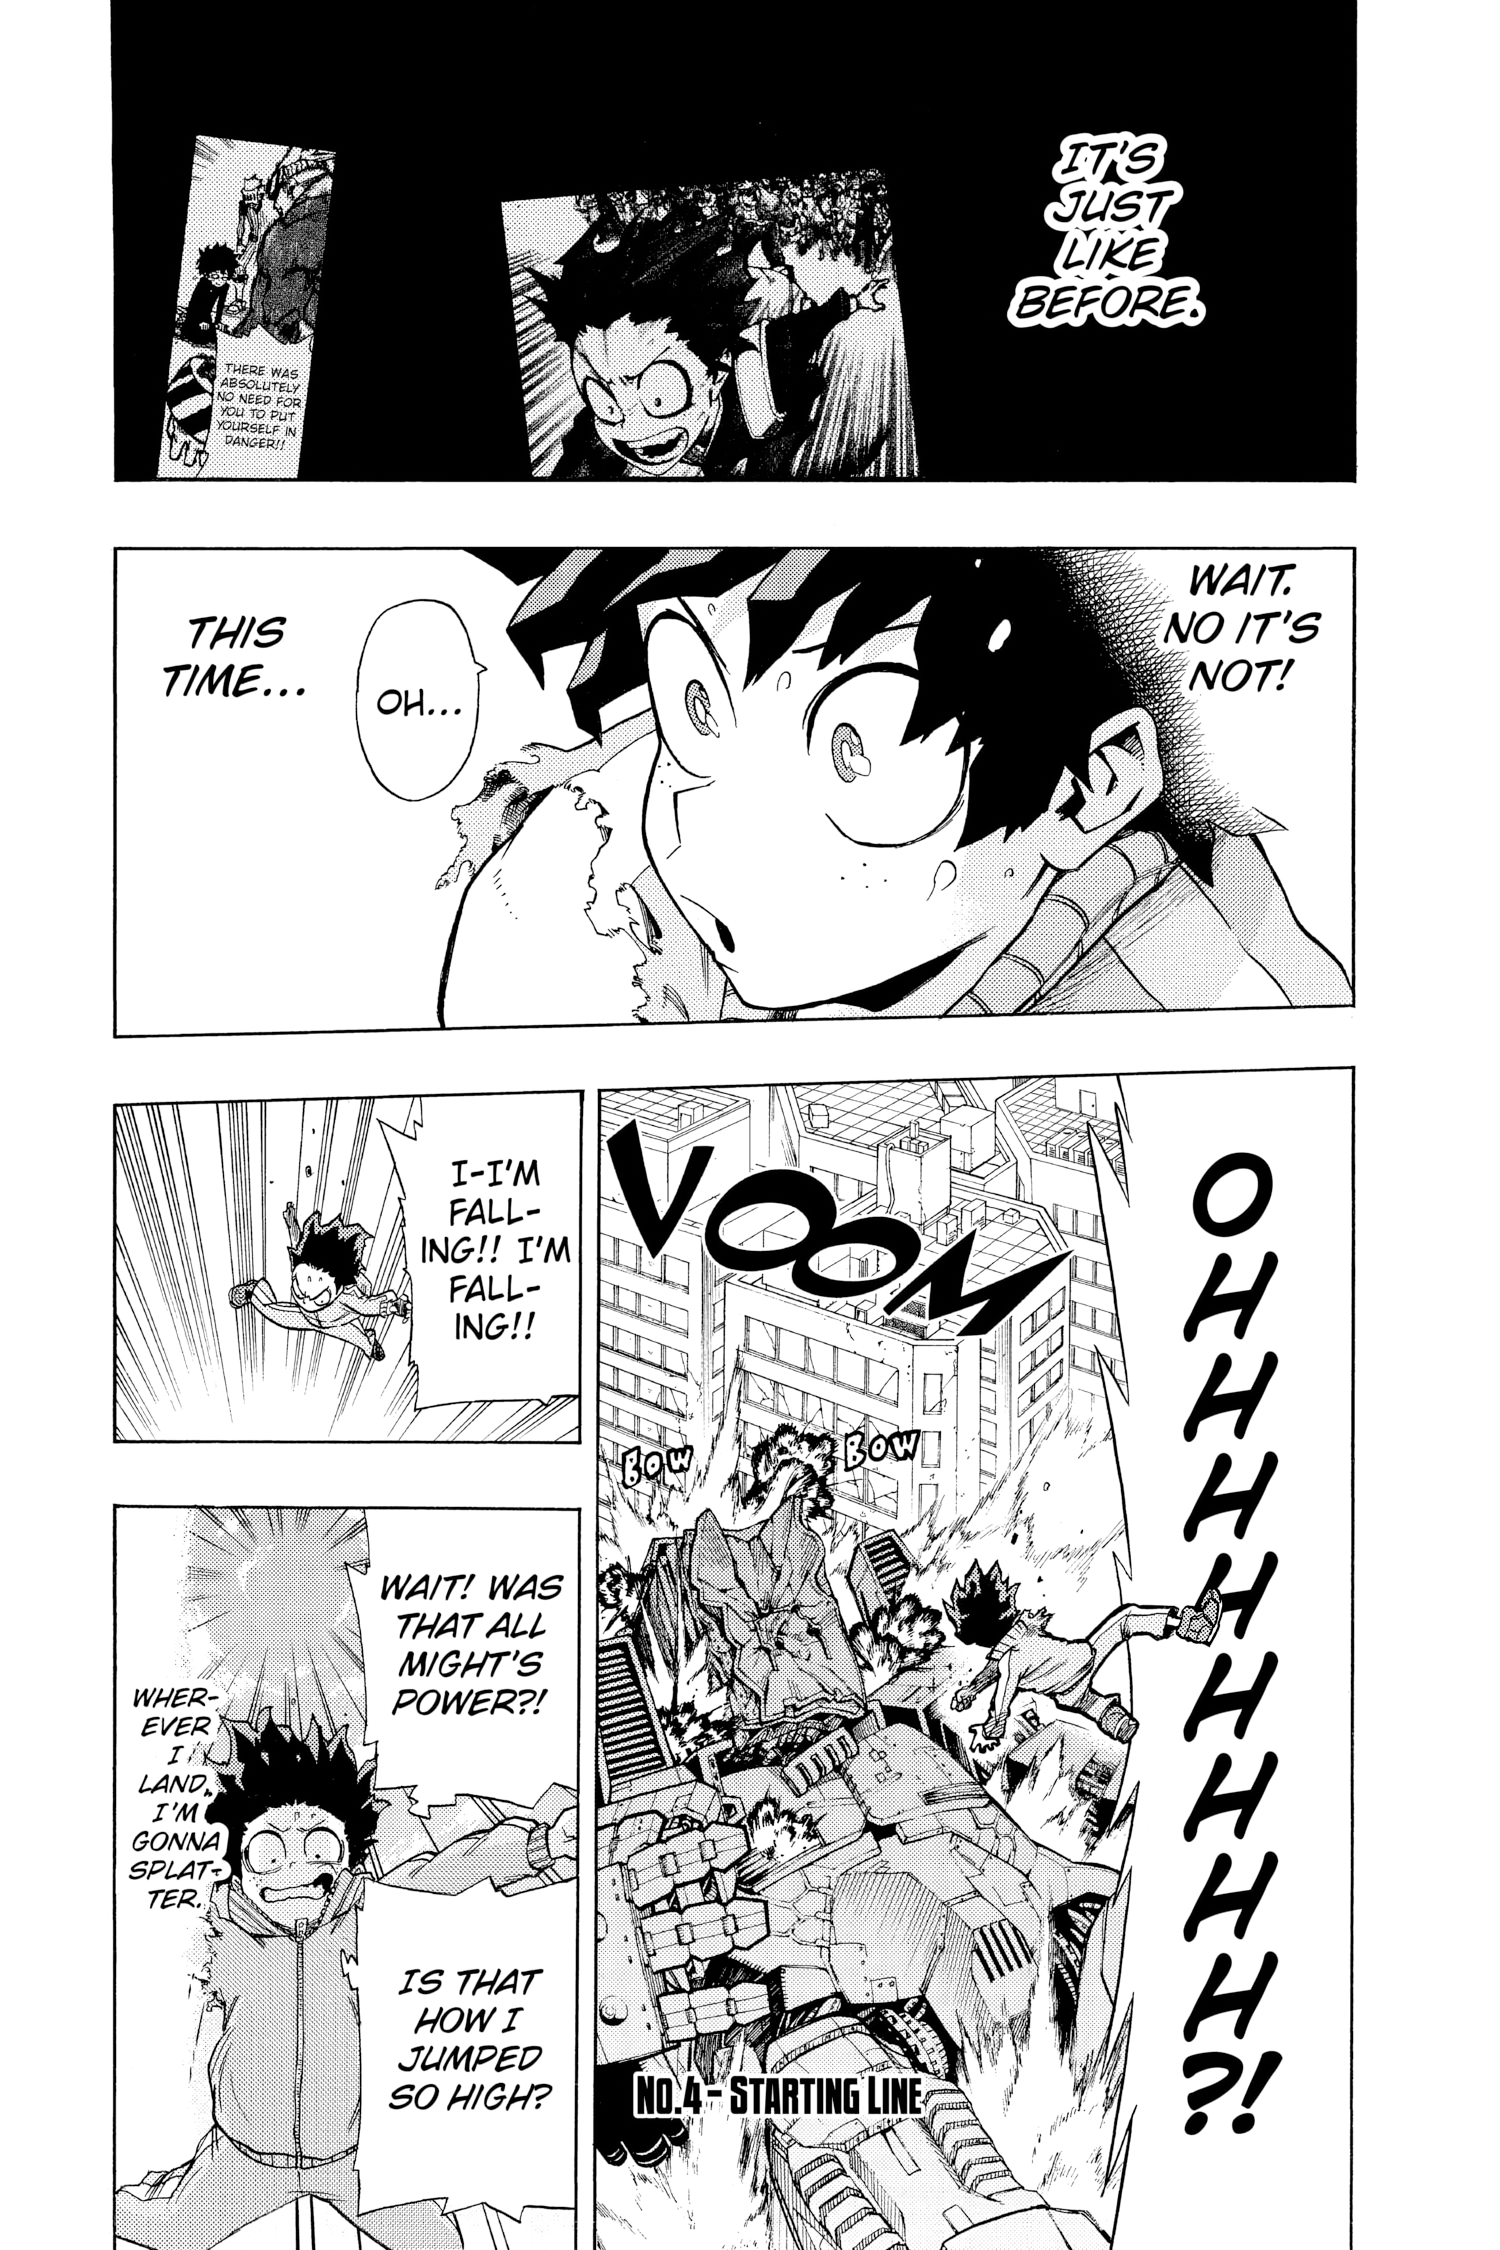 IT'S
JUST
LIKE
BEFORE.
THERE WAS
ABSOLUTELY
NO NEED FOR
YOU TO PUT
YOURSELF IN
DANGER!!
WAIT.
NO IT'S
NOT!
OH...
THIS
TIME...
OHHHHHHHH?!
VOOM
BOW
BOW
NO.4 - STARTING LINE
I-I'M
FALL-
ING!! I'M
FALL-
ING!!
WAIT! WAS
THAT ALL
MIGHT'S
POWER?!
IS THAT
HOW I
JUMPED
SO HIGH?
WHER-
EVER
I
LAND,
I'M
GONNA
SPLAT-
TER.